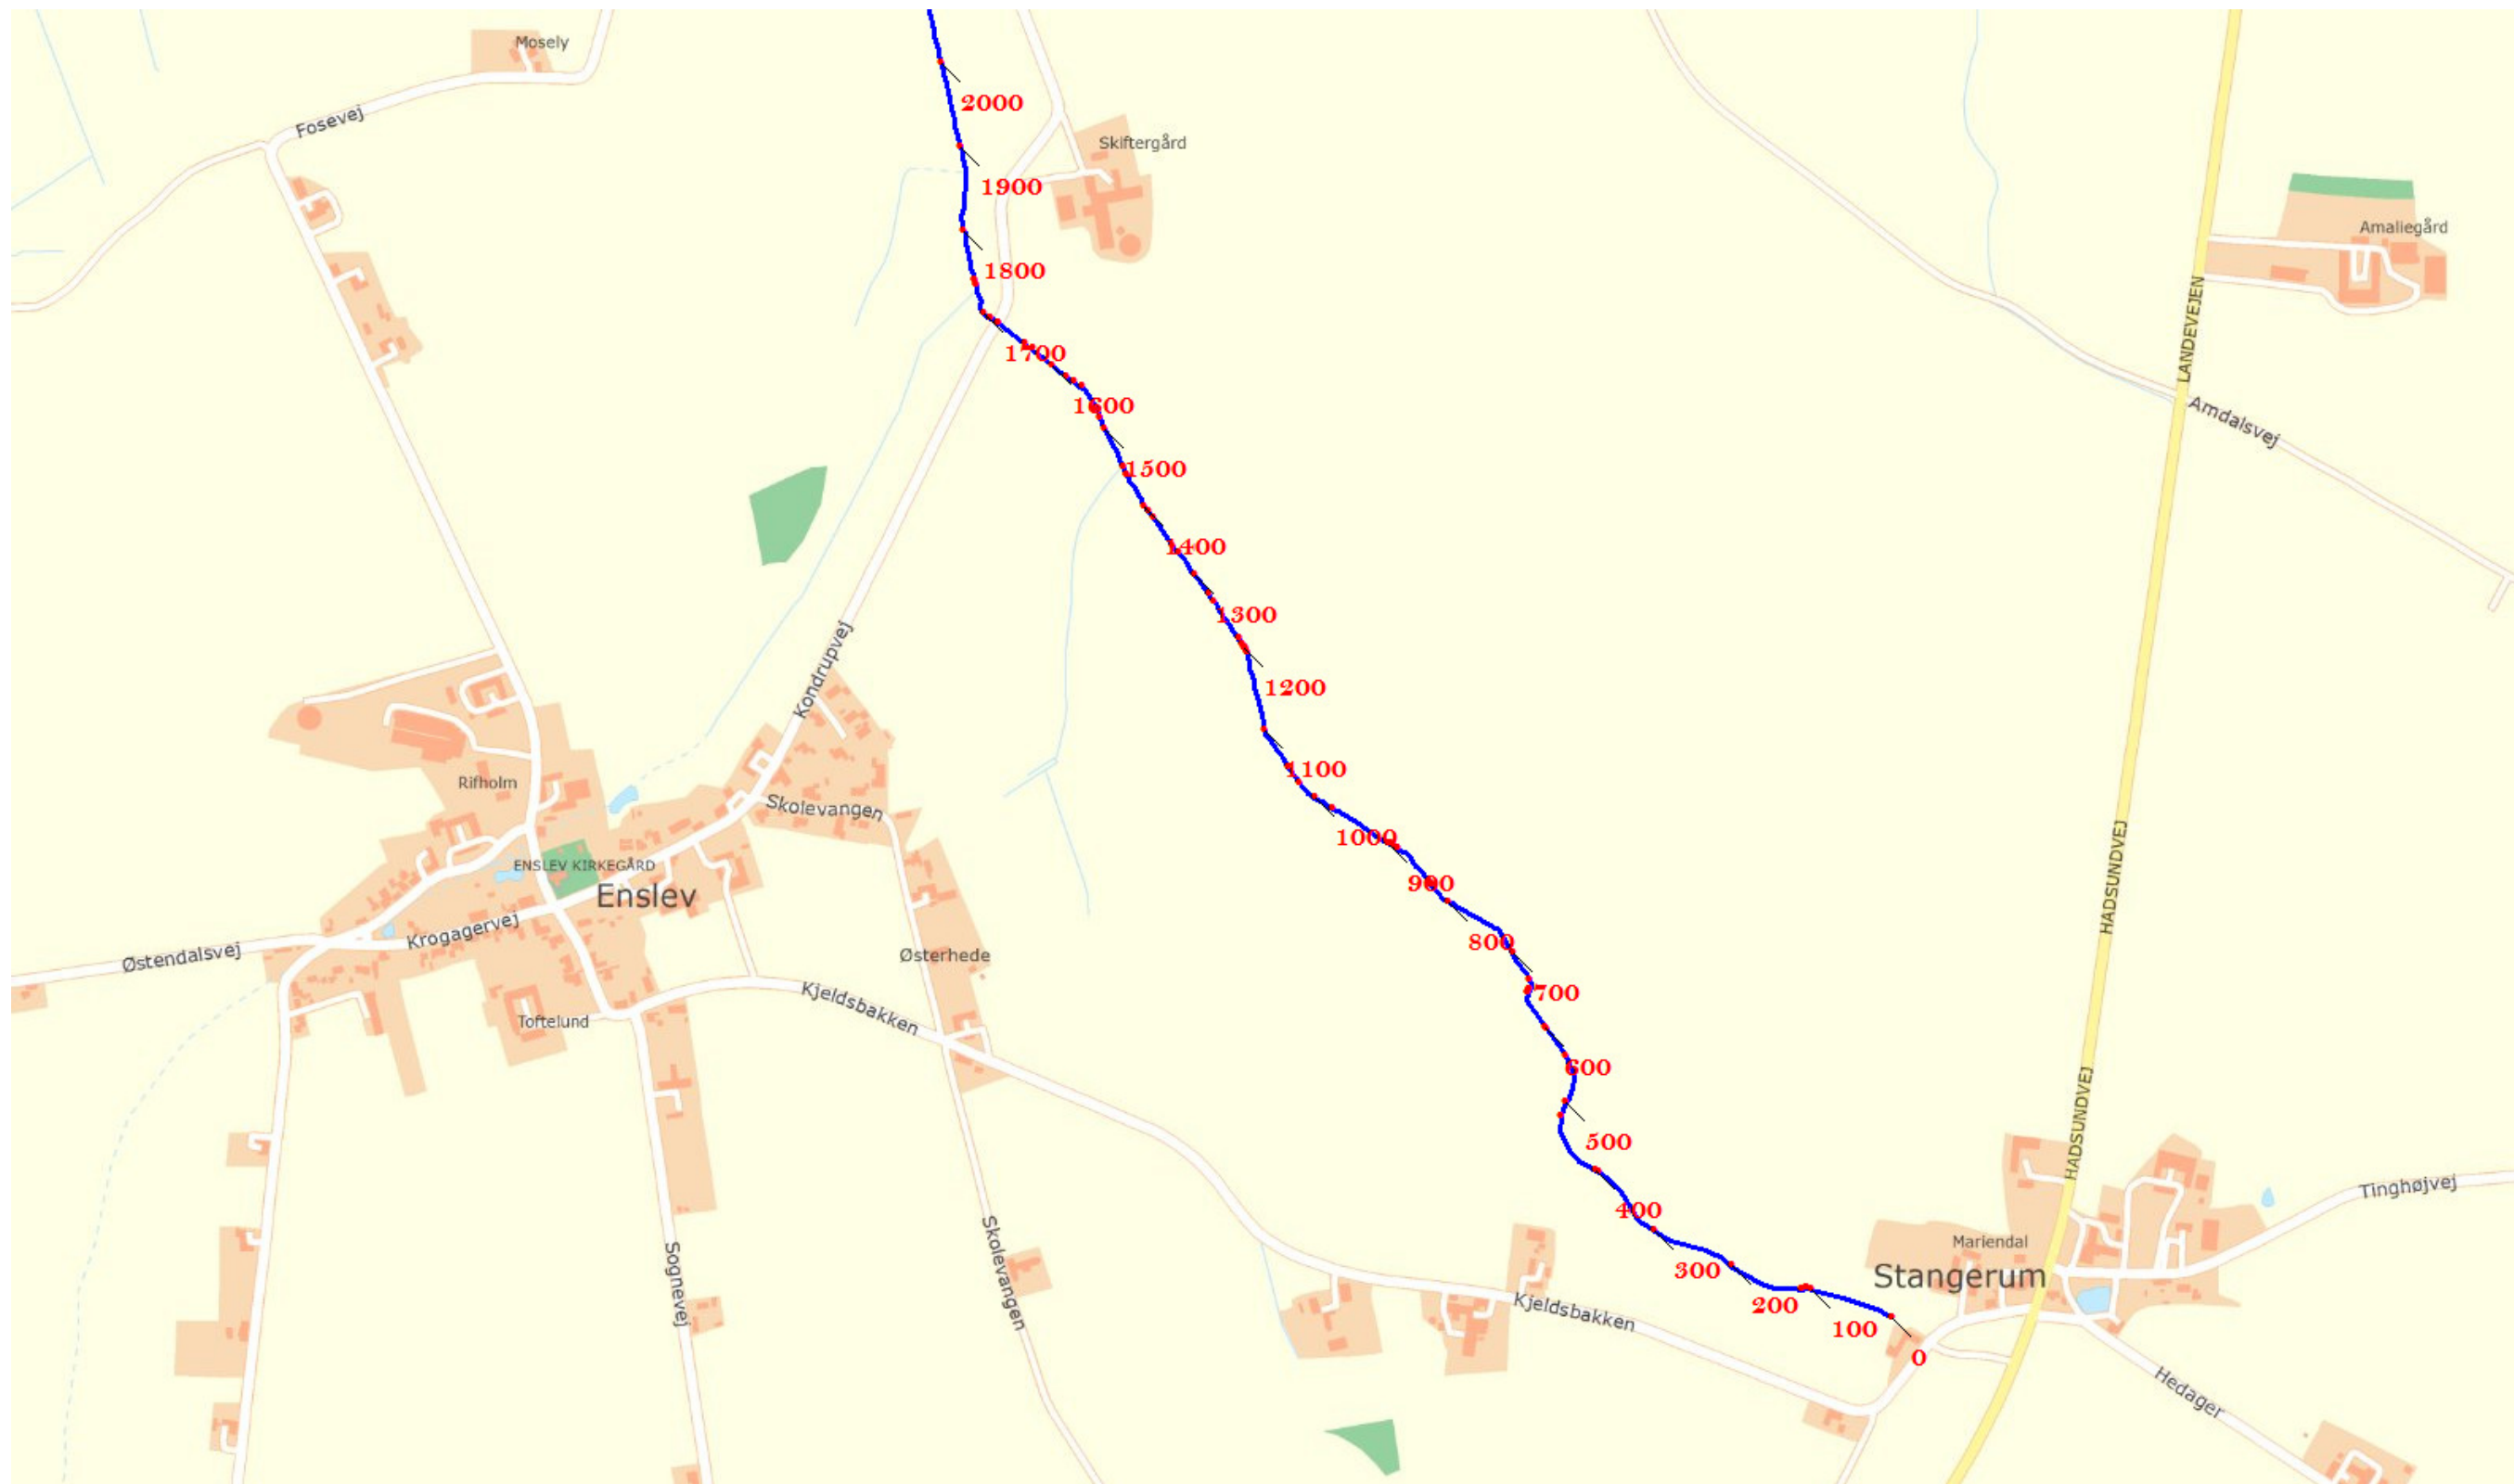 Mosely
Fosevej
2000
Skiftergård
1900
Amaliegård
1800
LANDEVEJEN
1700
1600
Amdalsvej
1500
1400
1300
Kondrupvej
1200
1100
Rifholm
Skolevangen
1000
HADSUNDVEJ
ENSLEV KIRKEGÅRD
Enslev
900
Krogagervej
800
Østendalsvej
Østerhede
700
Kjeldsbakken
Toftelund
600
HADSUNDVEJ
500
Tinghøjvej
400
Skolevangen
Sognevej
Mariendal
300
Stangerum
200
Kjeldsbakken
100
0
Hedager